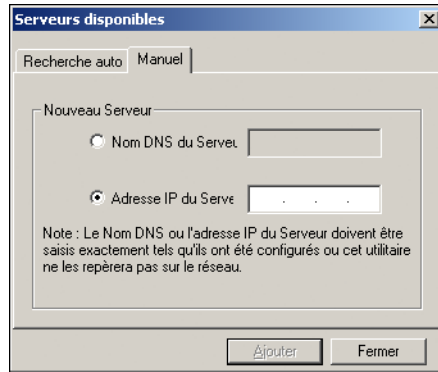 Serveurs disponibles
Recherche auto Manuel
Nouveau Serveur
Nom DNS du Serveu
Adresse IP du Serve
. . .
Note : Le Nom DNS ou l'adresse IP du Serveur doivent être
saisis exactement tels qu'ils ont été configurés ou cet utilitaire
ne les repèrera pas sur le réseau.
Ajouter Fermer